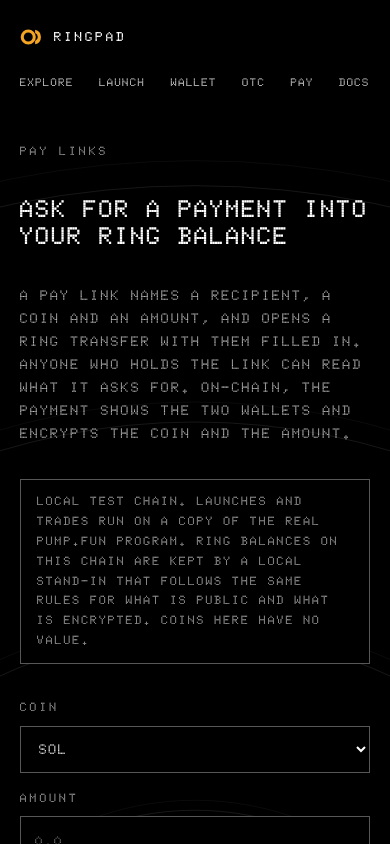 RINGPAD
EXPLORE LAUNCH WALLET OTC PAY DOCS
PAY LINKS
ASK FOR A PAYMENT INTO
YOUR RING BALANCE
A PAY LINK NAMES A RECIPIENT, A
COIN AND AN AMOUNT, AND OPENS A
RING TRANSFER WITH THEM FILLED IN.
ANYONE WHO HOLDS THE LINK CAN READ
WHAT IT ASKS FOR. ON-CHAIN, THE
PAYMENT SHOWS THE TWO WALLETS AND
ENCRYPTS THE COIN AND THE AMOUNT.
LOCAL TEST CHAIN. LAUNCHES AND
TRADES RUN ON A COPY OF THE REAL
PUMP.FUN PROGRAM. RING BALANCES ON
THIS CHAIN ARE KEPT BY A LOCAL
STAND-IN THAT FOLLOWS THE SAME
RULES FOR WHAT IS PUBLIC AND WHAT
IS ENCRYPTED. COINS HERE HAVE NO
VALUE.
COIN
SOL
AMOUNT
0.0